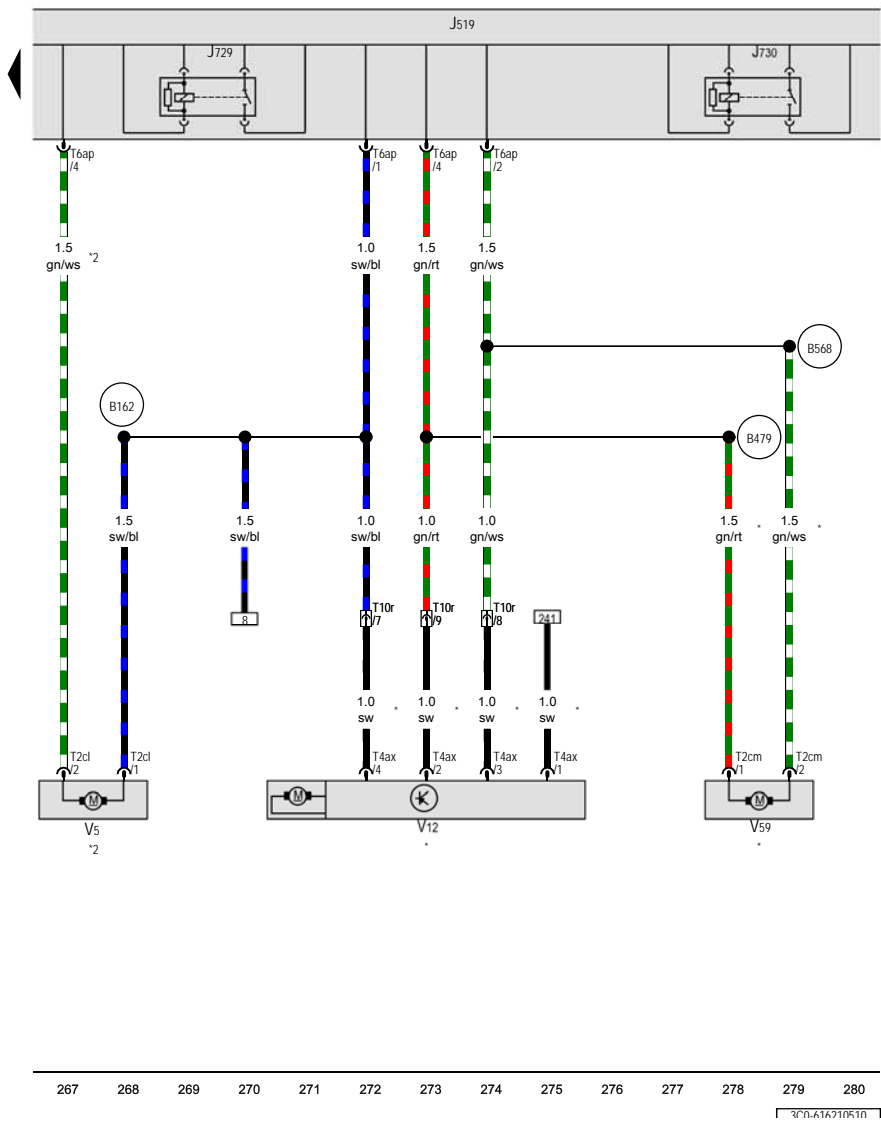 J519
J729 J730
T6ap T6ap T6ap T6ap
/4 /1 /4 /2
1.5 1.0 1.5 1.5
gn/ws *2 sw/bl gn/rt gn/ws
B568
B162
B479
1.5 1.5 1.0 1.0 1.0 1.5 * 1.5 *
sw/bl sw/bl sw/bl gn/rt gn/ws gn/rt gn/ws
T10r T10r T10r
8 /7 /9 /8 241
1.0 * 1.0 * 1.0 * 1.0 *
sw sw sw sw
T2cl T2cl T4ax T4ax T4ax T4ax T2cm T2cm
/2 /1 /4 /2 /3 /1 /1 /2
M M M
V5 V12 V59
*2 * *
267 268 269 270 271 272 273 274 275 276 277 278 279 280
3C0-616210510